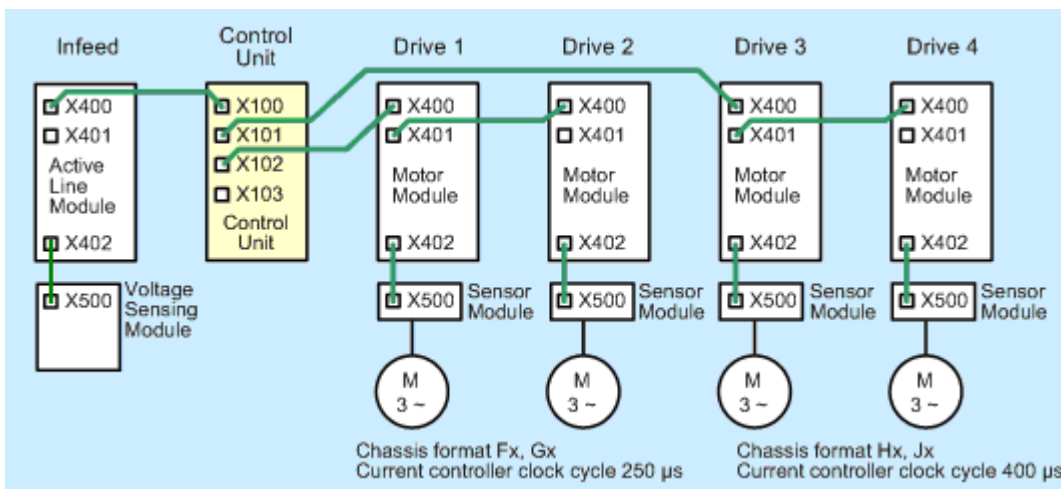 Infeed
Control
Unit
Drive 1
Drive 2
Drive 3
Drive 4
X400
X401
Active
Line
Module
X402
X500
Voltage
Sensing
Module
X100
X101
X102
X103
Control
Unit
X400
X401
Motor
Module
X402
X500
Sensor
Module
M
3 ~
X400
X401
Motor
Module
X402
X500
Sensor
Module
M
3 ~
X400
X401
Motor
Module
X402
X500
Sensor
Module
M
3 ~
X400
X401
Motor
Module
X402
X500
Sensor
Module
M
3 ~
Chassis format Fx, Gx
Current controller clock cycle 250 µs
Chassis format Hx, Jx
Current controller clock cycle 400 µs